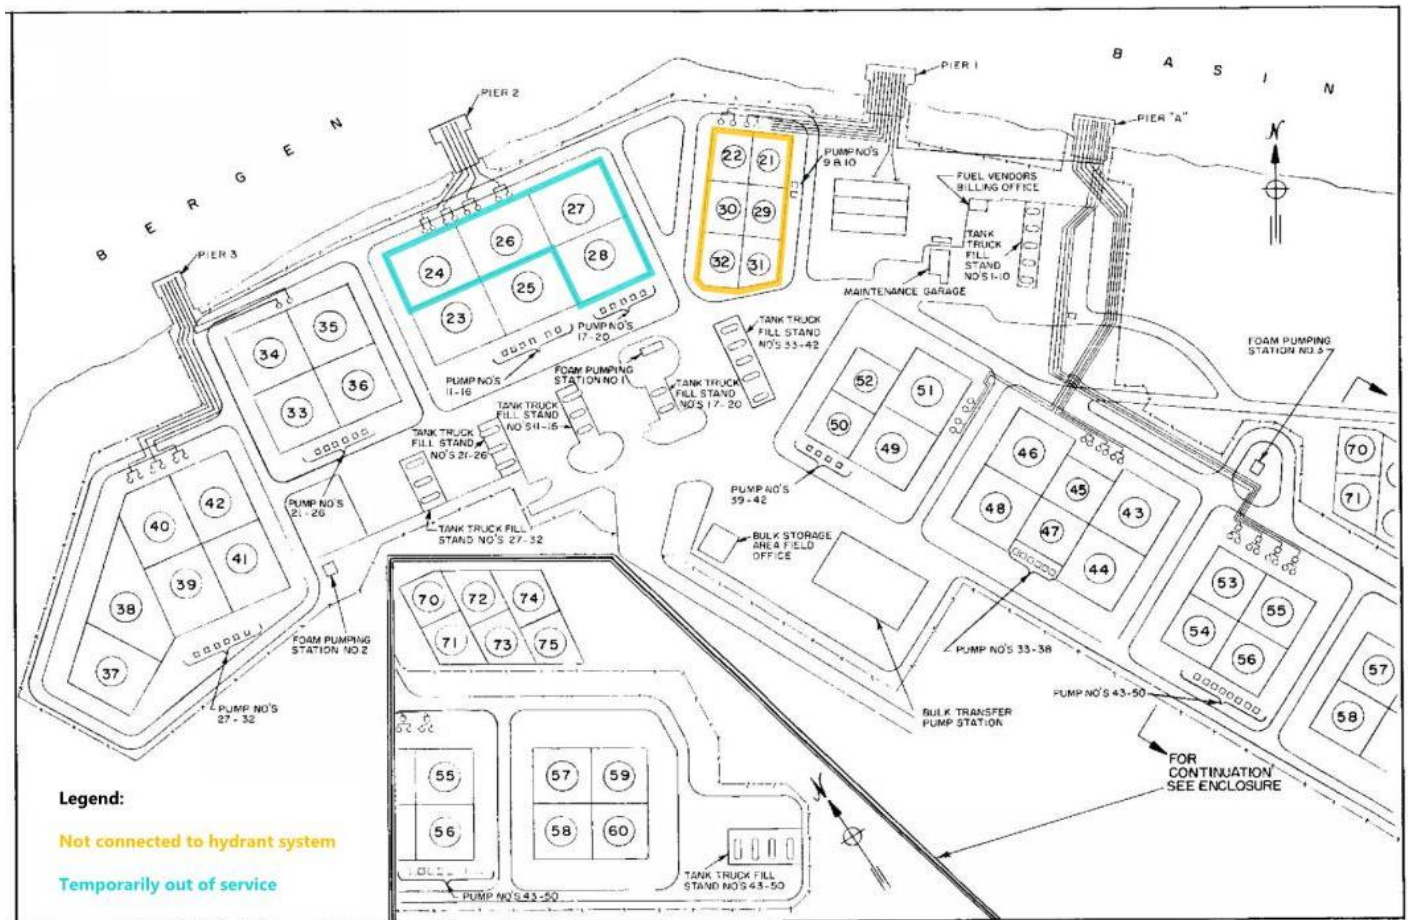 B A S I N
B E R G E N
PIER 1
PIER 2
PIER "A"
PIER 3
N
22
21
30
29
32
31
PUMP NO'S
9 & 10
FUEL VENDORS
BILLING OFFICE
TANK
TRUCK
FILL
STAND
NO'S 1-10
MAINTENANCE GARAGE
27
26
28
24
25
23
PUMP NO'S
17-20
PUMP NO'S
11-16
35
34
36
33
PUMP NO'S
21-26
FOAM PUMPING
STATION NO. 1
TANK TRUCK
FILL STAND
NO'S 33-42
TANK TRUCK
FILL STAND
NO'S 17-20
TANK TRUCK
FILL STAND
NO'S 11-16
TANK TRUCK
FILL STAND
NO'S 21-26
TANK TRUCK FILL
STAND NO'S 27-32
FOAM PUMPING
STATION NO. 3
52
51
50
49
PUMP NO'S
39-42
46
45
43
48
47
44
PUMP NO'S 33-38
70
71
42
40
41
39
38
37
PUMP NO'S
27-32
FOAM PUMPING
STATION NO. 2
BULK STORAGE
AREA FIELD
OFFICE
BULK TRANSFER
PUMP STATION
53
55
54
56
PUMP NO'S 43-50
57
58
FOR
CONTINUATION
SEE ENCLOSURE
70
72
74
71
73
75
55
56
57
59
58
60
PUMP NO'S 43-50
TANK TRUCK FILL
STAND NO'S 43-50
N
Legend:
Not connected to hydrant system
Temporarily out of service